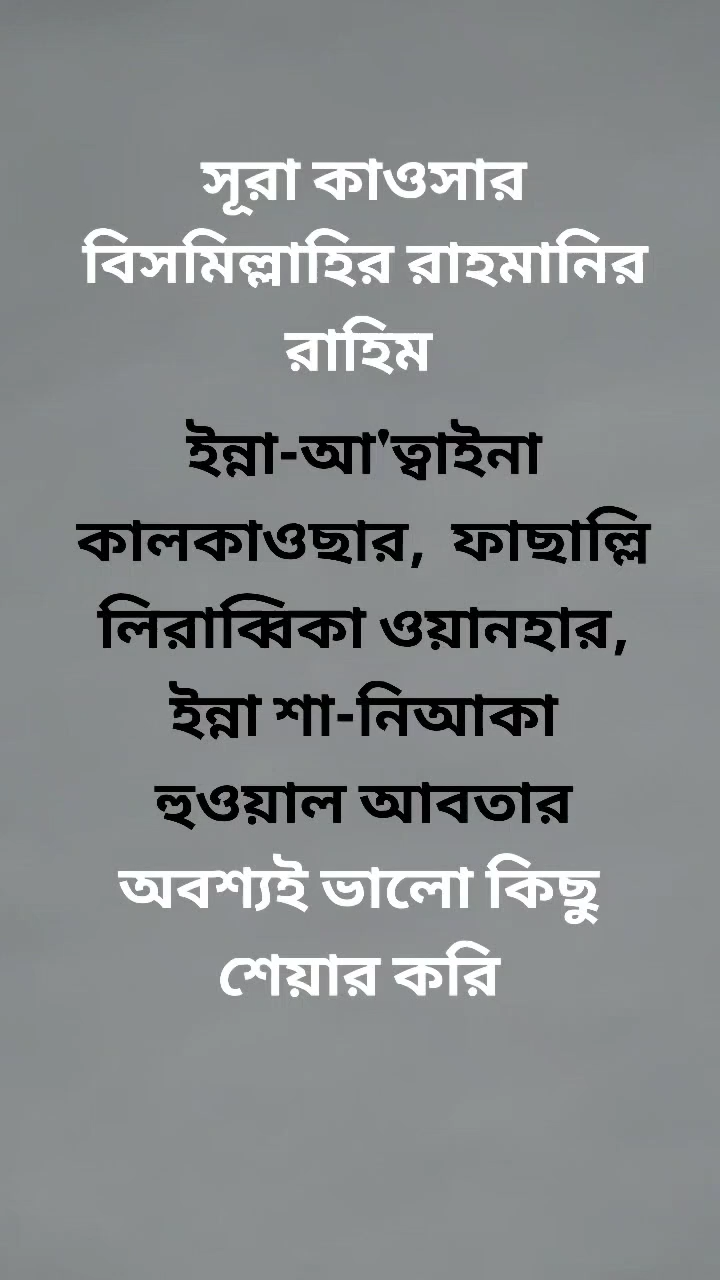 সূরা কাওসার
বিসমিল্লাহির রাহমানির
রাহিম
ইন্না-আ'ত্বাইনা
কালকাওছার, ফাছাল্লি
লিরাব্বিকা ওয়ানহার,
ইন্না শা-নিআকা
হুওয়াল আবতার
অবশ্যই ভালো কিছু
শেয়ার করি